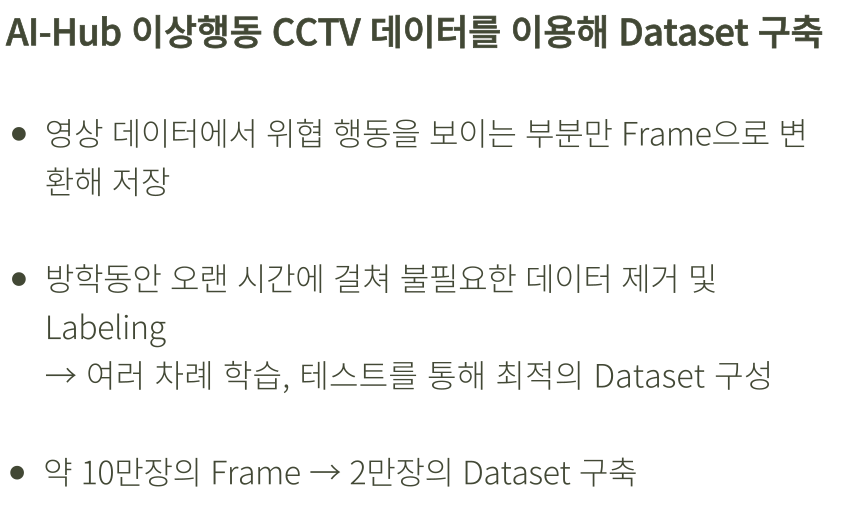 AI-Hub 이상행동 CCTV 데이터를 이용해 Dataset 구축
● 영상 데이터에서 위협 행동을 보이는 부분만 Frame으로 변
환해 저장
● 방학동안 오랜 시간에 걸쳐 불필요한 데이터 제거 및
Labeling
→ 여러 차례 학습, 테스트를 통해 최적의 Dataset 구성
● 약 10만장의 Frame → 2만장의 Dataset 구축